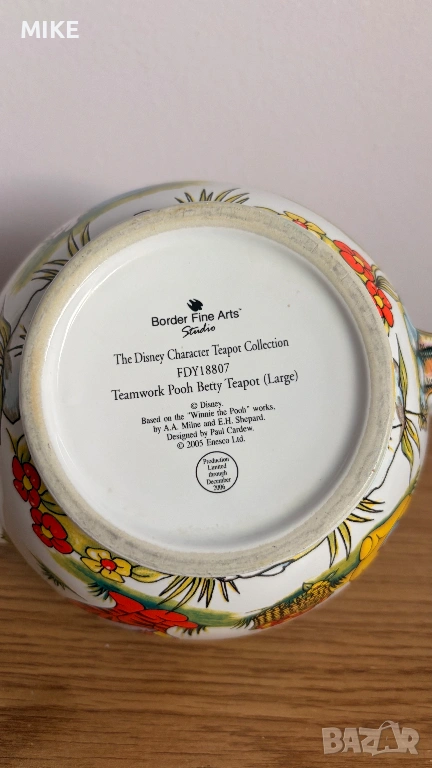 MIKE
Border Fine Arts™
Studio
The Disney Character Teapot Collection
FDY18807
Teamwork Pooh Betty Teapot (Large)
© Disney.
Based on the "Winnie the Pooh" works.
by A.A. Milne and E.H. Shepard.
Designed by Paul Cardew.
© 2005 Enesco Ltd.
Production
Limited
through
December
2006
BAZAR